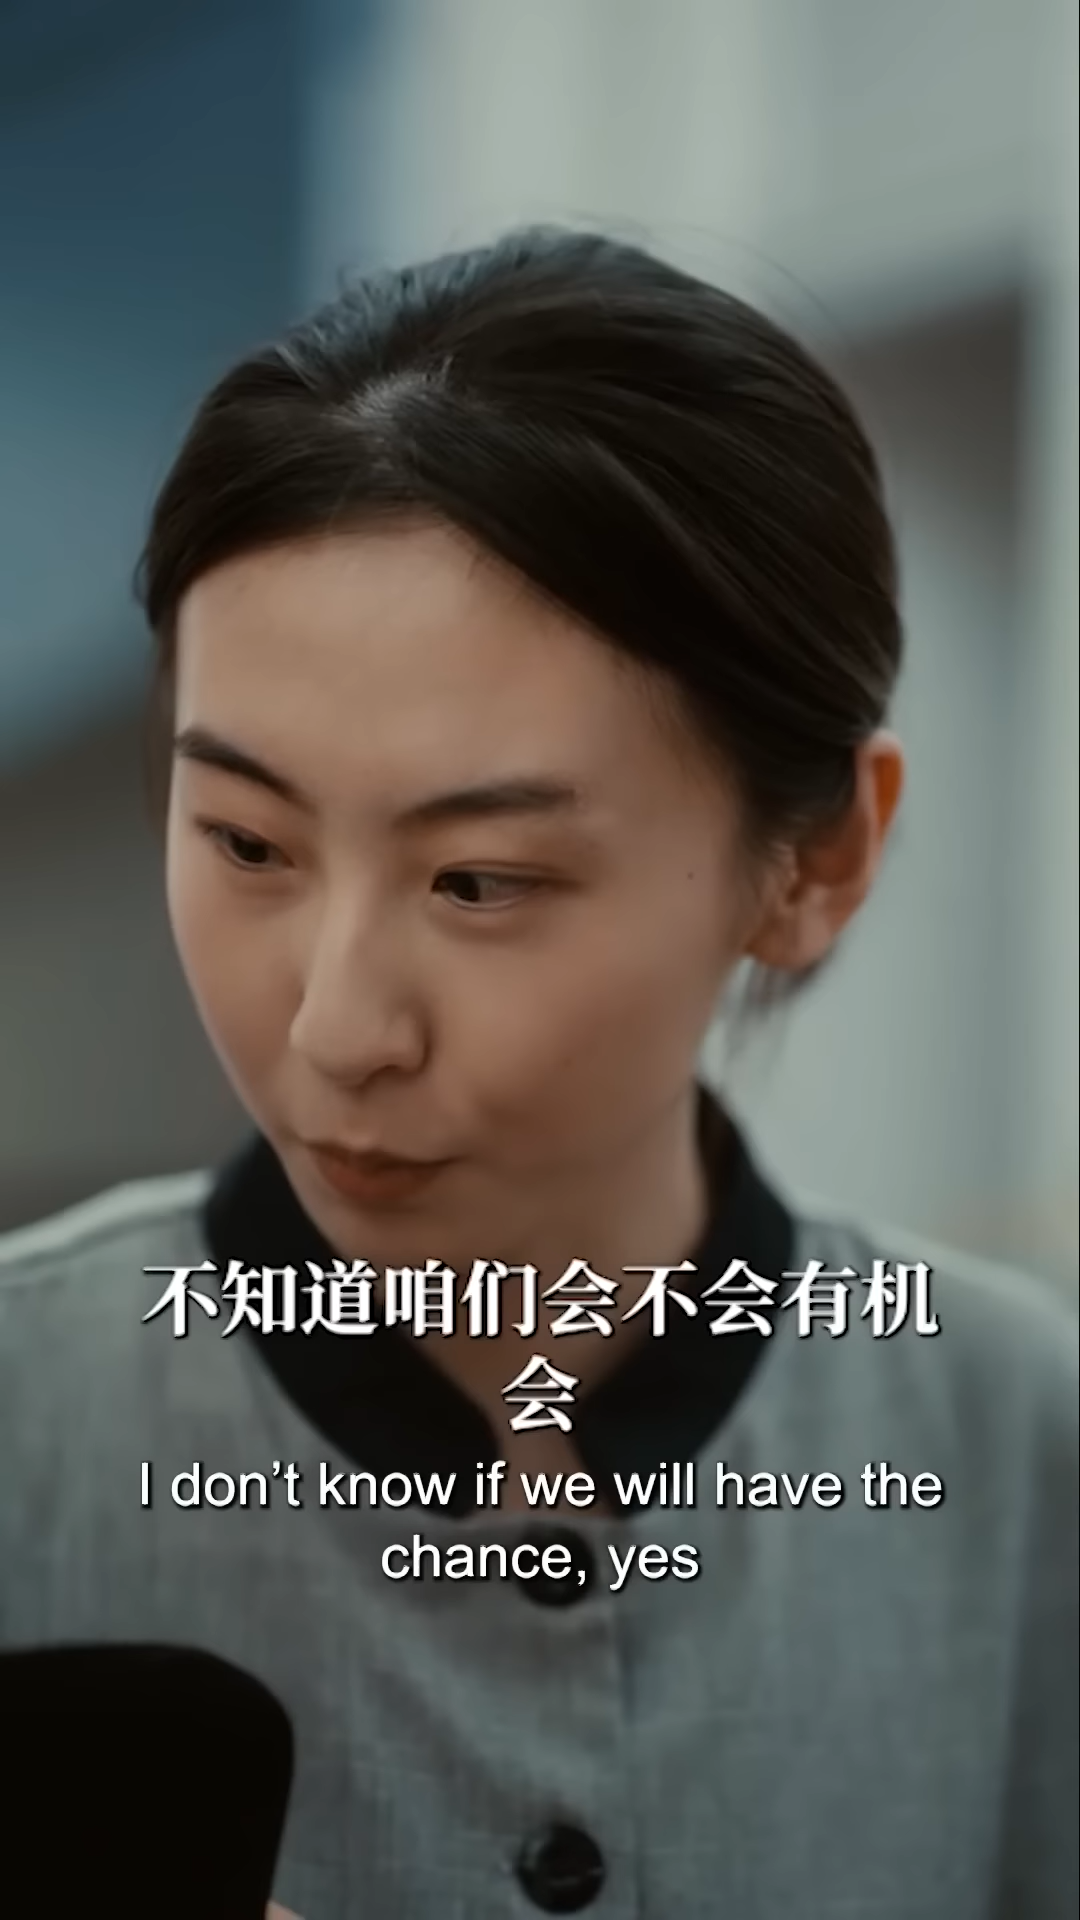 不知道咱们会不会有机
会
I don’t know if we will have the
chance, yes